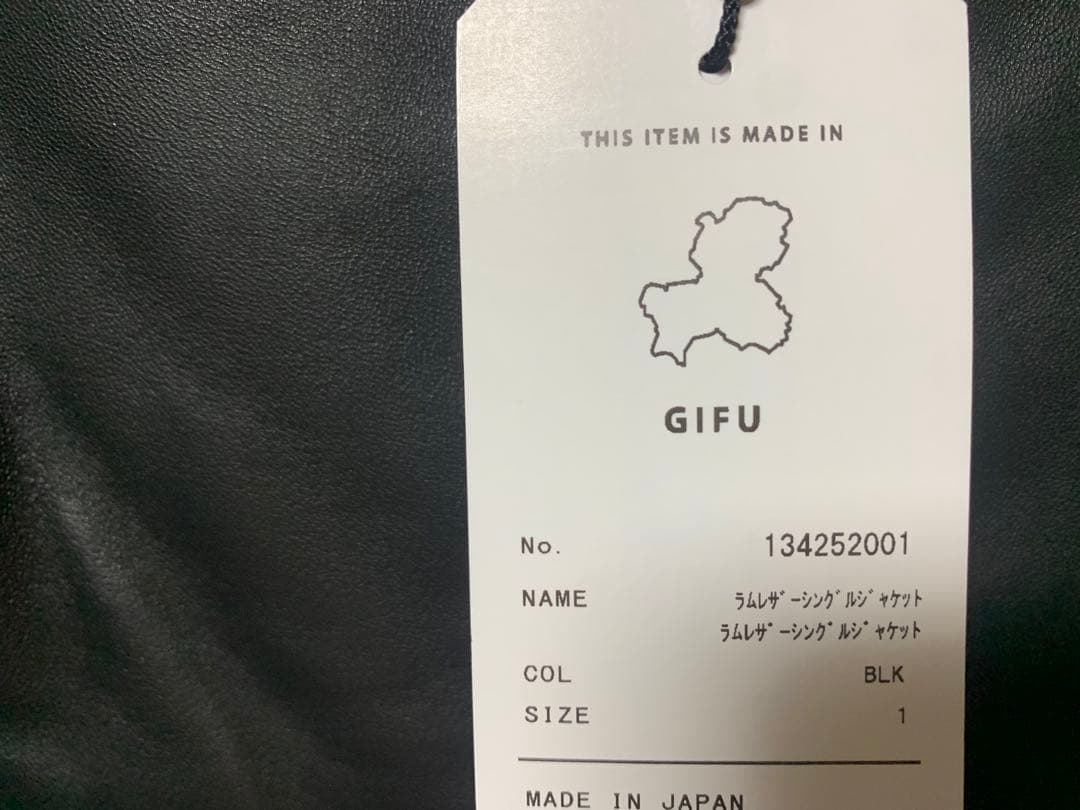 THIS ITEM IS MADE IN
GIFU
No. 134252001
NAME ﾗﾑﾚｻﾞｰｼﾝｸﾞﾙｼﾞｬｹｯﾄ
ﾗﾑﾚｻﾞｰｼﾝｸﾞﾙｼﾞｬｹｯﾄ
COL BLK
SIZE 1
MADE IN JAPAN